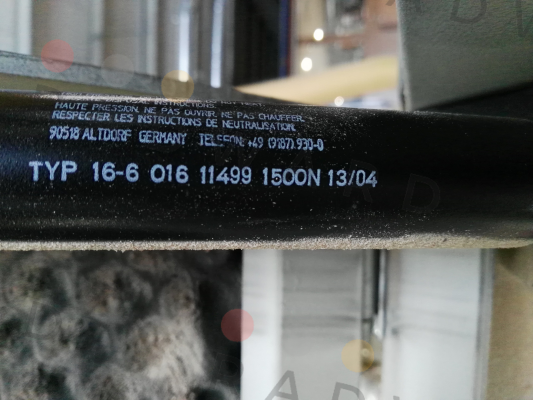 HAUTE PRESSION, NE PAS OUVRIR, NE PAS CHAUFFER.
RESPECTER LES INSTRUCTIONS DE NEUTRALISATION.
90518 ALTDORF GERMANY TELEFON: +49 (9187) 930-0
TYP 16-6 016 11499 1500N 13/04